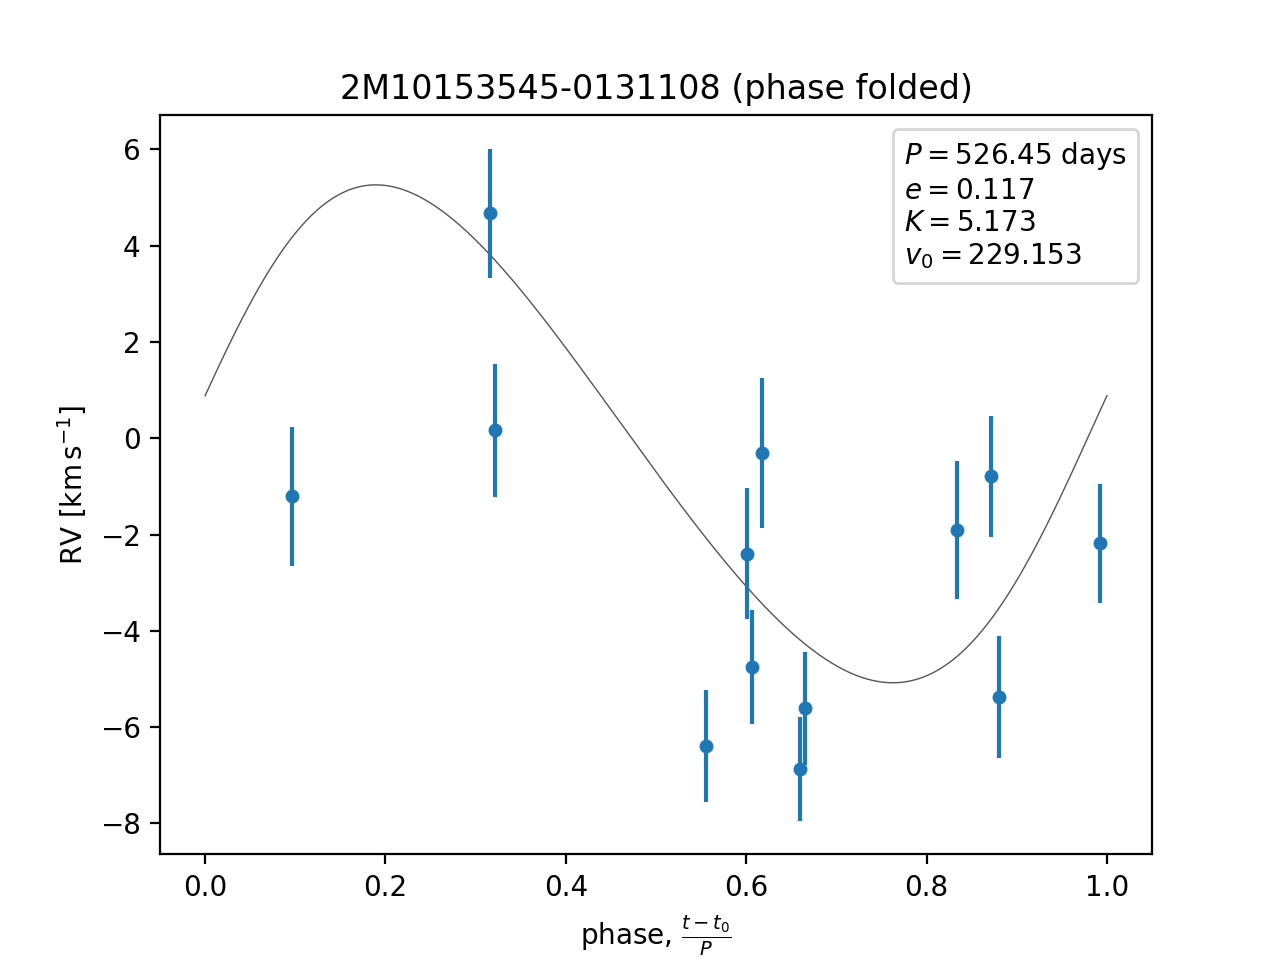 2M10153545-0131108 (phase folded)
P = 526.45 days
e = 0.117
K = 5.173
v₀ = 229.153
6
4
2
0
−2
−4
−6
−8
RV [km s⁻¹]
0.0 0.2 0.4 0.6 0.8 1.0
phase, (t − t₀)/P